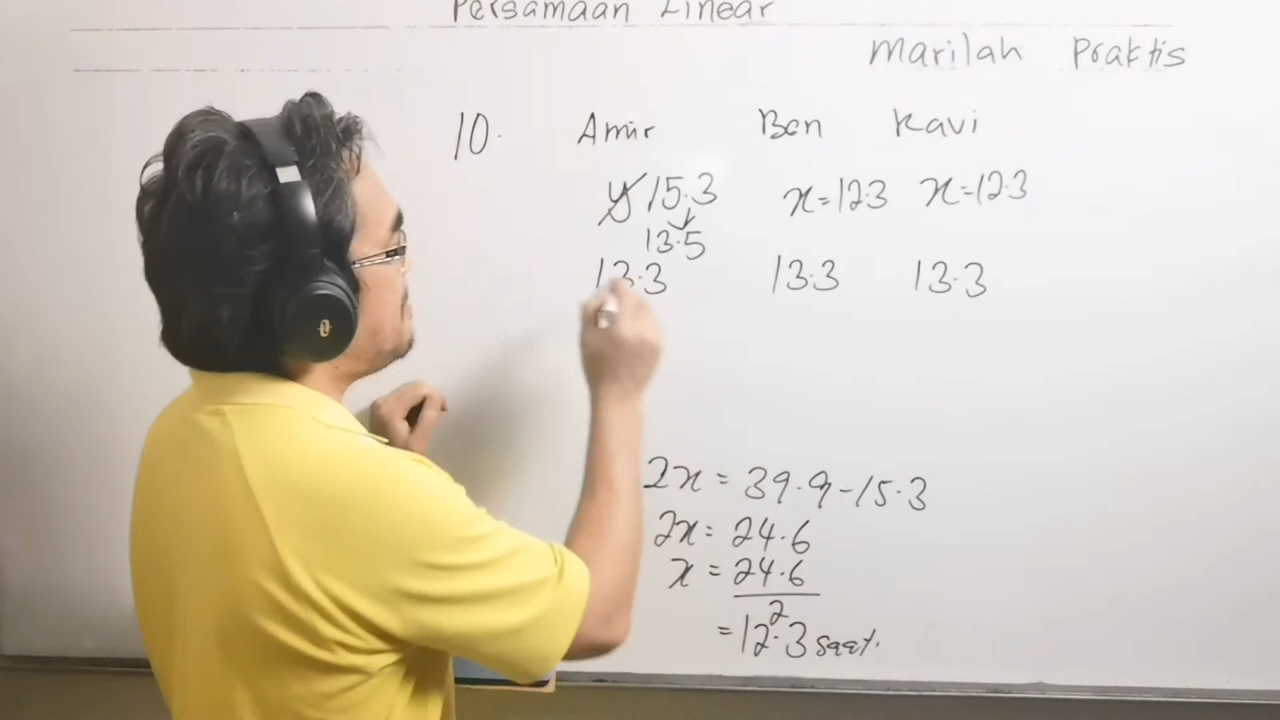 Persamaan Linear
Marilah Praktis
10. Amir Ben Kavi
y 15.3 x=12.3 x=12.3
13.5
13.3 13.3 13.3
2x = 39.9-15.3
2x = 24.6
x = 24.6
2
=12.3 saat.